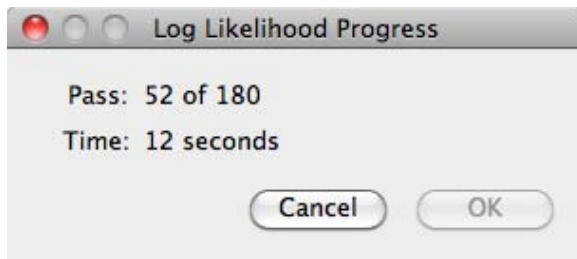 Log Likelihood Progress
Pass: 52 of 180
Time: 12 seconds
Cancel OK